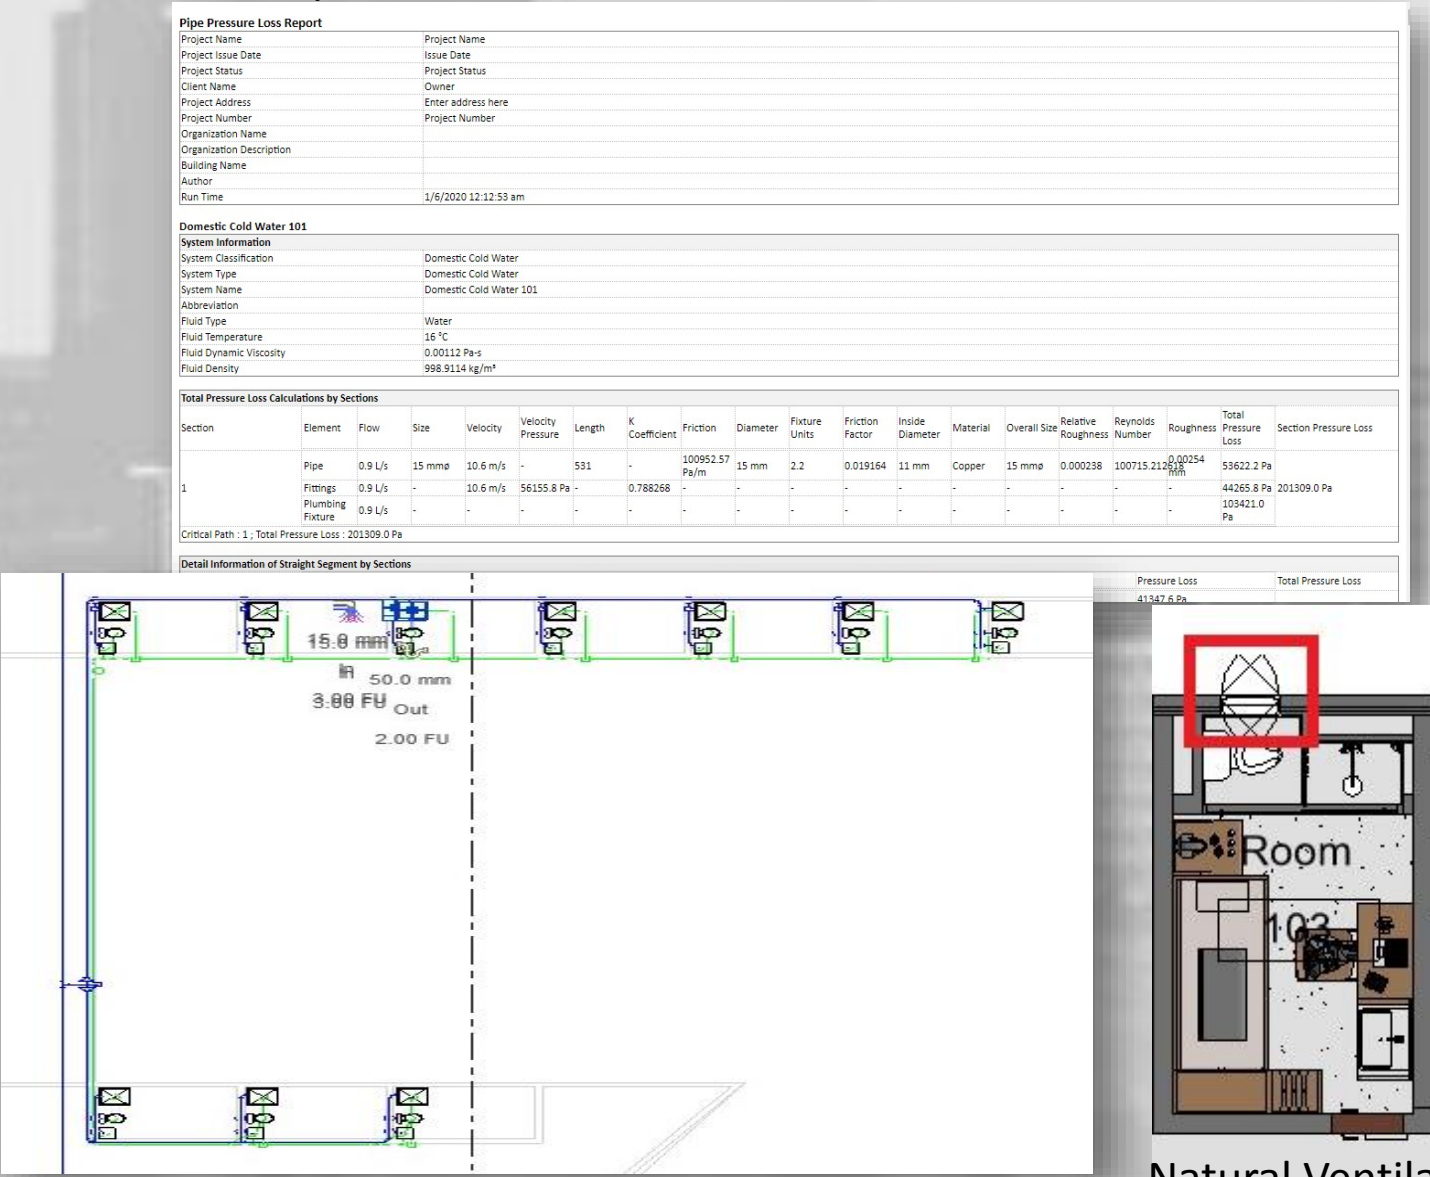 Pipe Pressure Loss Report
Project Name Project Name
Project Issue Date Issue Date
Project Status Project Status
Client Name Owner
Project Address Enter address here
Project Number Project Number
Organization Name
Organization Description
Building Name
Author
Run Time 1/6/2020 12:12:53 am
Domestic Cold Water 101
System Information
System Classification Domestic Cold Water
System Type Domestic Cold Water
System Name Domestic Cold Water 101
Abbreviation
Fluid Type Water
Fluid Temperature 16 °C
Fluid Dynamic Viscosity 0.00112 Pa-s
Fluid Density 998.9114 kg/m³
Total Pressure Loss Calculations by Sections
Section Element Flow Size Velocity Velocity Pressure Length K Coefficient Friction Diameter Fixture Units Friction Factor Inside Diameter Material Overall Size Relative Roughness Reynolds Number Roughness Total Pressure Loss Section Pressure Loss
Pipe 0.9 L/s 15 mmø 10.6 m/s - 531 - 100952.57 Pa/m 15 mm 2.2 0.019164 11 mm Copper 15 mmø 0.000238 100715.212618 0.00254 mm 53622.2 Pa
1 Fittings 0.9 L/s - 10.6 m/s 56155.8 Pa - 0.788268 - - - - - - - - - - 44265.8 Pa 201309.0 Pa
Plumbing Fixture 0.9 L/s - - - - - - - - - - - - - - - 103421.0 Pa
Critical Path : 1 ; Total Pressure Loss : 201309.0 Pa
Detail Information of Straight Segment by Sections
Pressure Loss Total Pressure Loss
41347.6 Pa
15.0 mm
In
50.0 mm
3.00 FU
Out
2.00 FU
Room
103